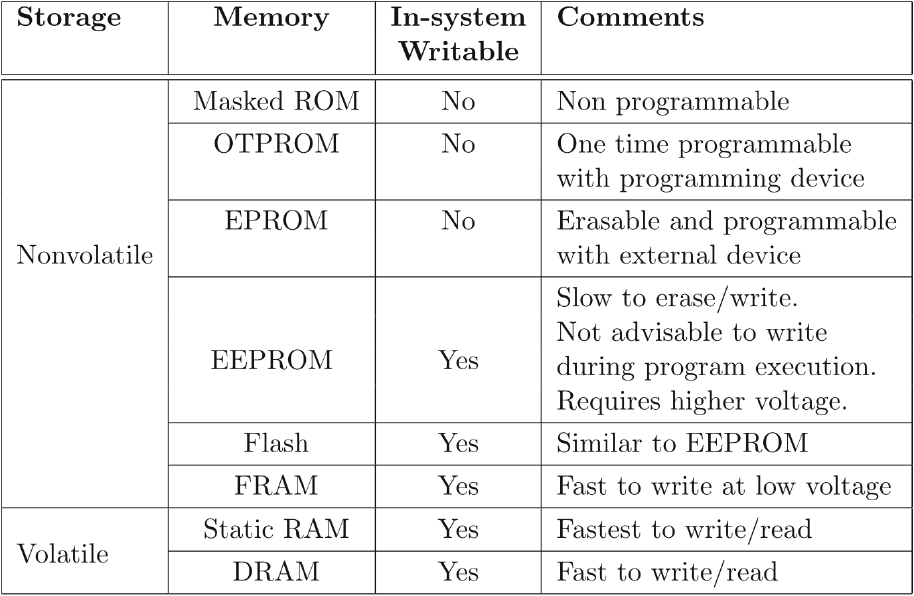 Storage Memory In-system Writable Comments
Nonvolatile
Masked ROM No Non programmable
OTPROM No One time programmable
with programming device
EPROM No Erasable and programmable
with external device
EEPROM Yes Slow to erase/write.
Not advisable to write
during program execution.
Requires higher voltage.
Flash Yes Similar to EEPROM
FRAM Yes Fast to write at low voltage
Volatile
Static RAM Yes Fastest to write/read
DRAM Yes Fast to write/read